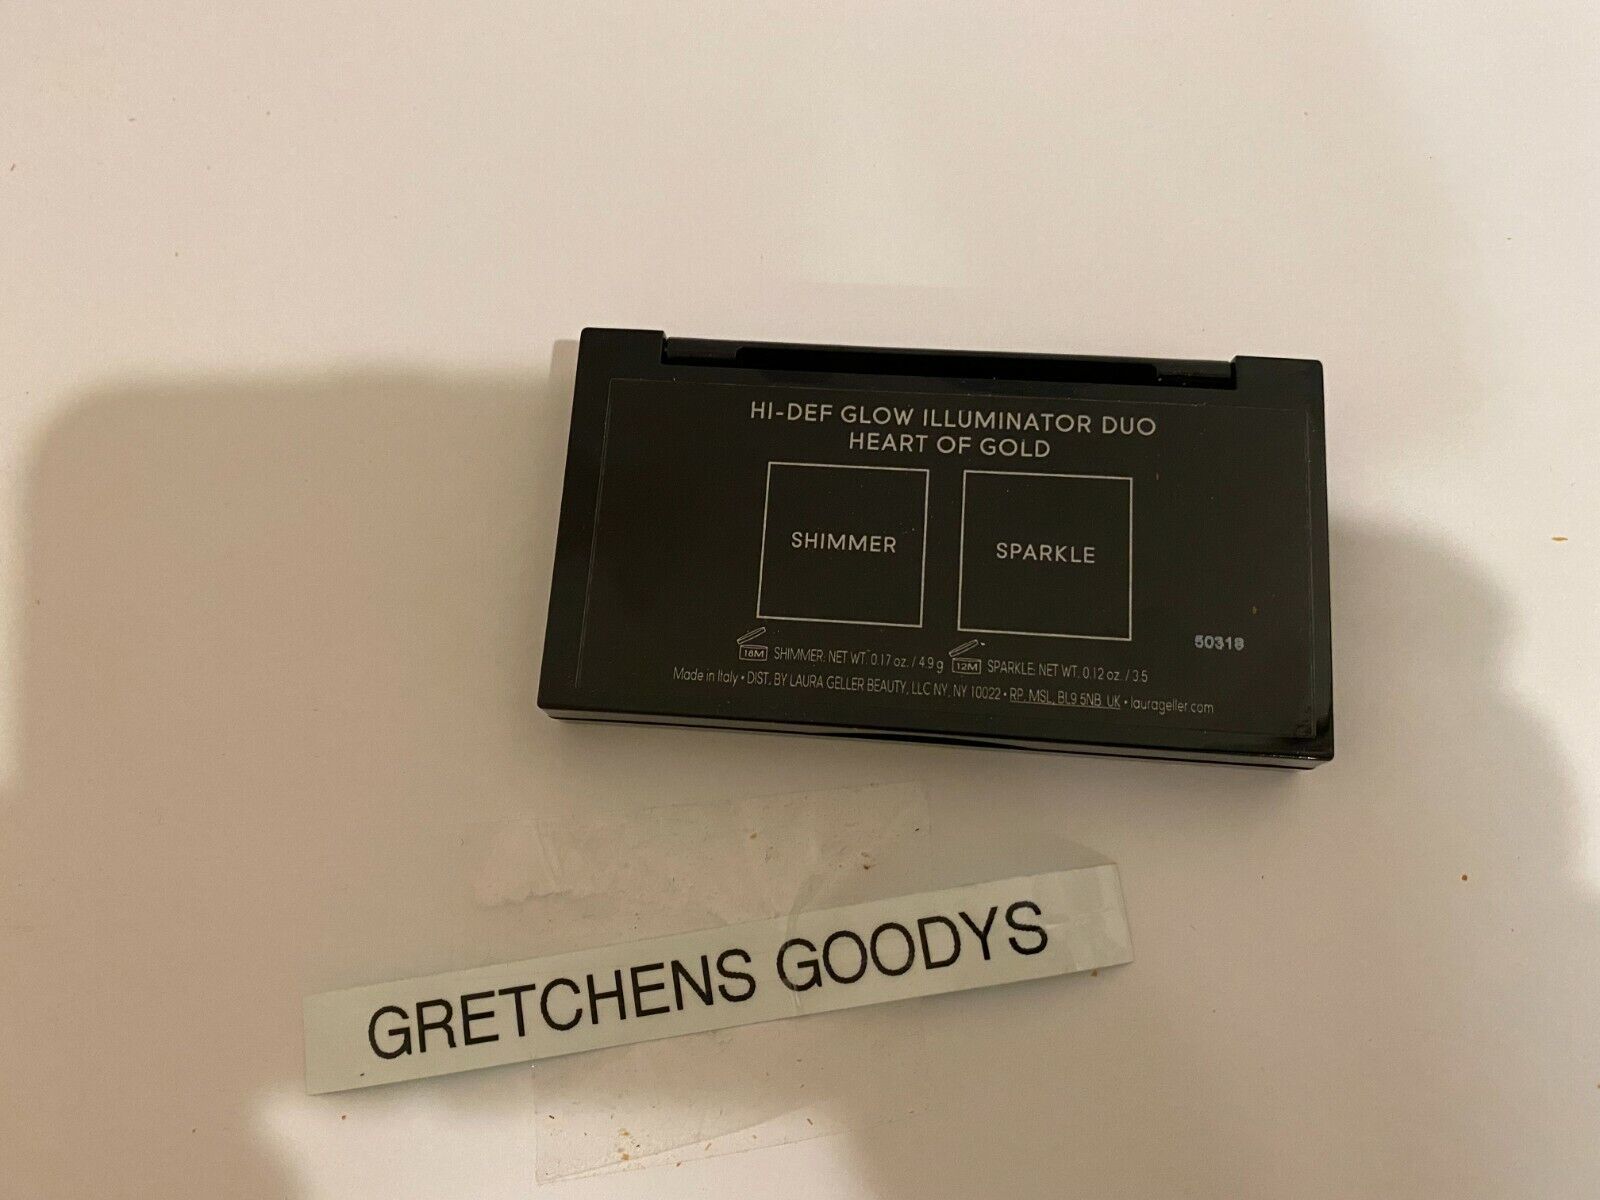 HI-DEF GLOW ILLUMINATOR DUO
HEART OF GOLD
SHIMMER
SPARKLE
50318
18M SHIMMER: NET WT. 0.17 oz. / 4.9 g 12M SPARKLE: NET WT. 0.12 oz. / 3.5
Made in Italy • DIST. BY LAURA GELLER BEAUTY, LLC NY, NY 10022 • RP, MSL, BL9 5NB, UK • laurageller.com
GRETCHENS GOODYS